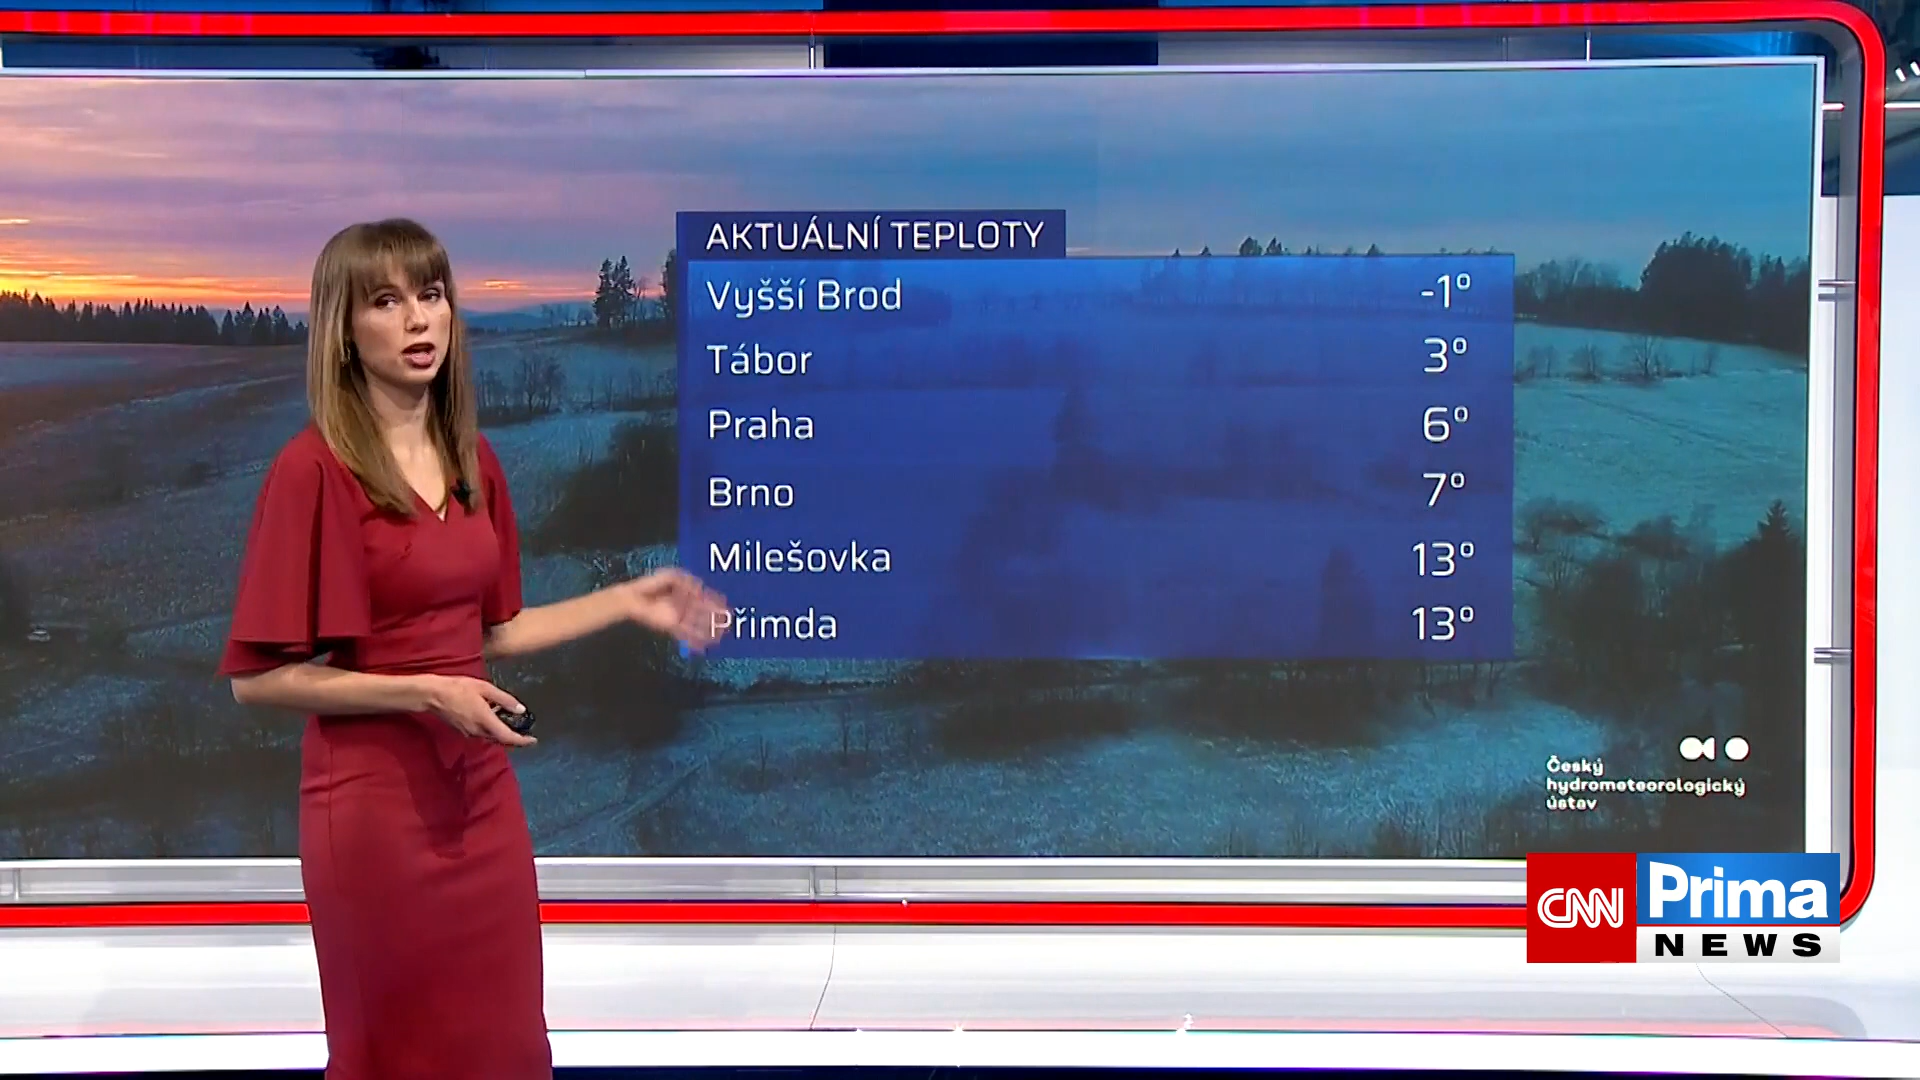 AKTUÁLNÍ TEPLOTY
Vyšší Brod -1°
Tábor 3°
Praha 6°
Brno 7°
Milešovka 13°
Přimda 13°
Český
hydrometeorologický
ústav
CNN Prima
NEWS